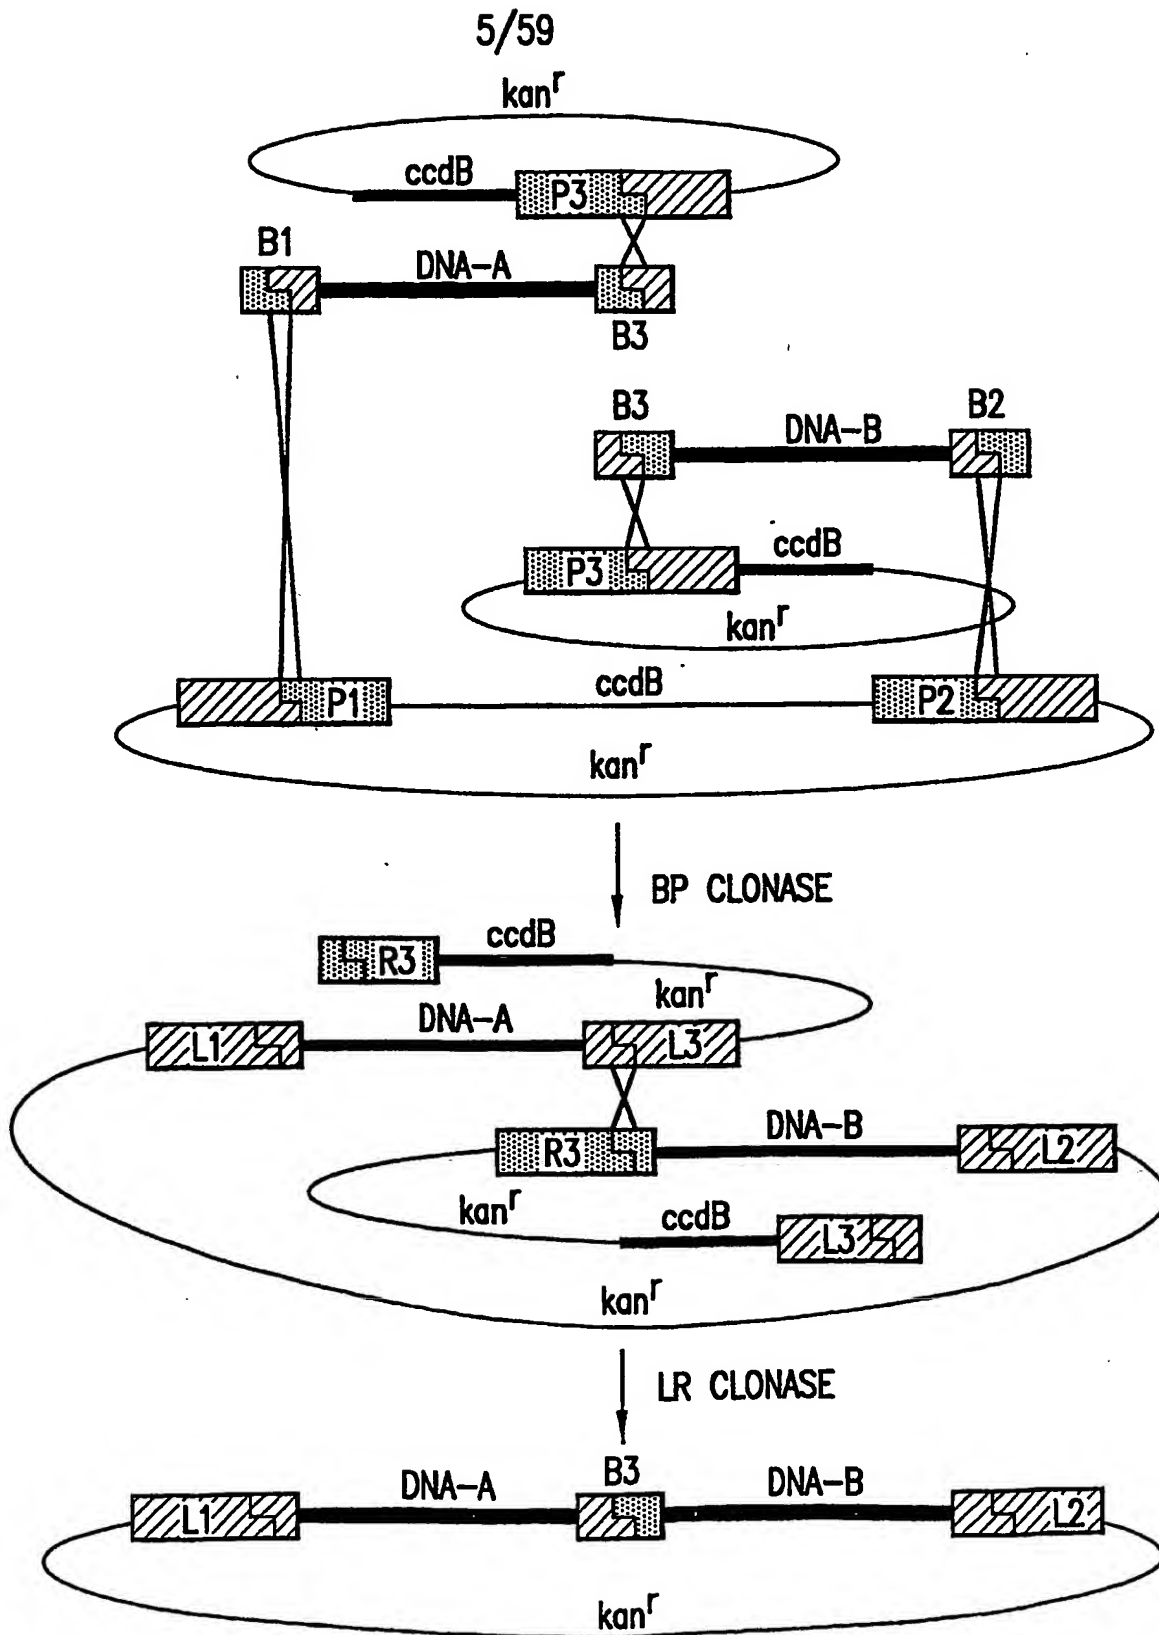 5/59
kanr
ccdB
P3
B1
DNA-A
B3
B3
DNA-B
B2
P3
ccdB
kanr
P1
ccdB
P2
kanr
BP CLONASE
R3
ccdB
kanr
L1
DNA-A
L3
R3
DNA-B
L2
kanr
ccdB
L3
kanr
LR CLONASE
L1
DNA-A
B3
DNA-B
L2
kanr